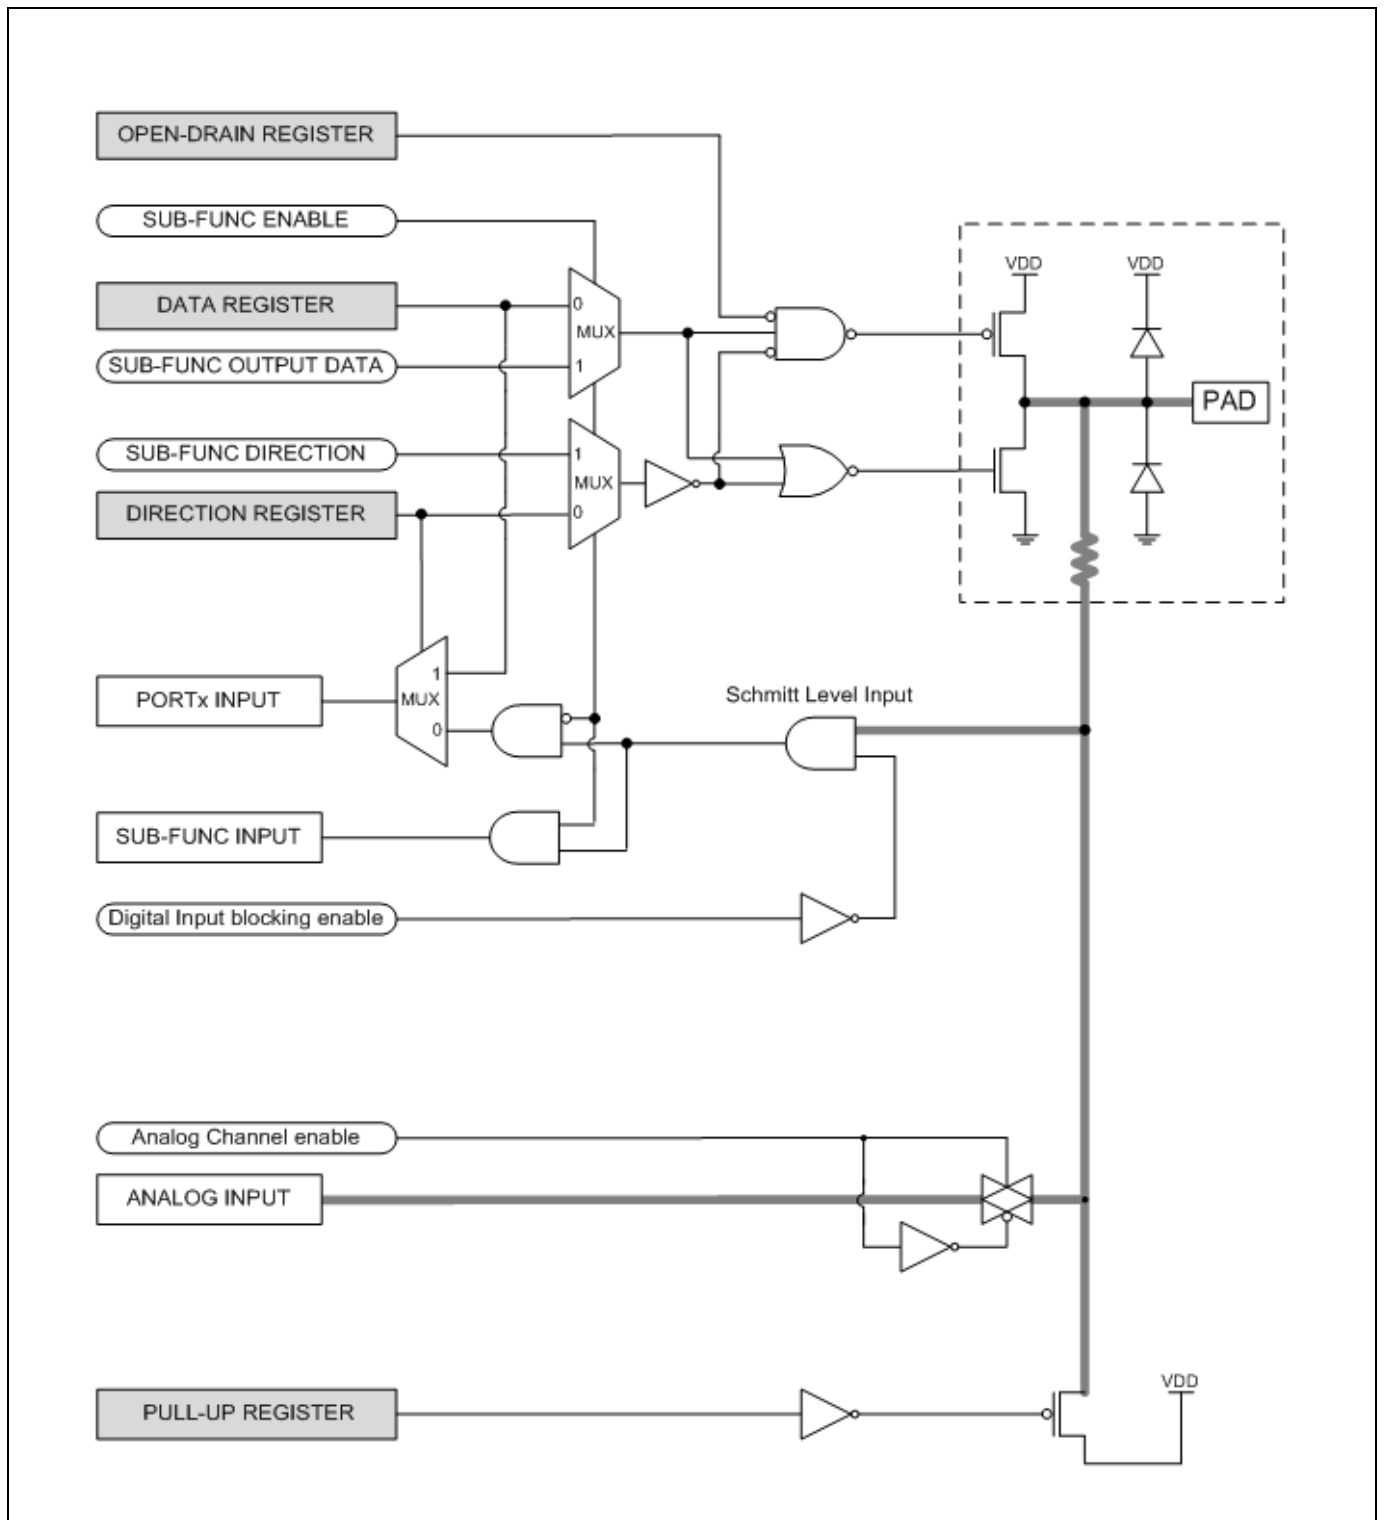 OPEN-DRAIN REGISTER
SUB-FUNC ENABLE
VDD VDD
DATA REGISTER
0
MUX
SUB-FUNC OUTPUT DATA
1
PAD
SUB-FUNC DIRECTION
1
MUX
DIRECTION REGISTER
0
1
PORTx INPUT
MUX
0
Schmitt Level Input
SUB-FUNC INPUT
Digital Input blocking enable
Analog Channel enable
ANALOG INPUT
VDD
PULL-UP REGISTER